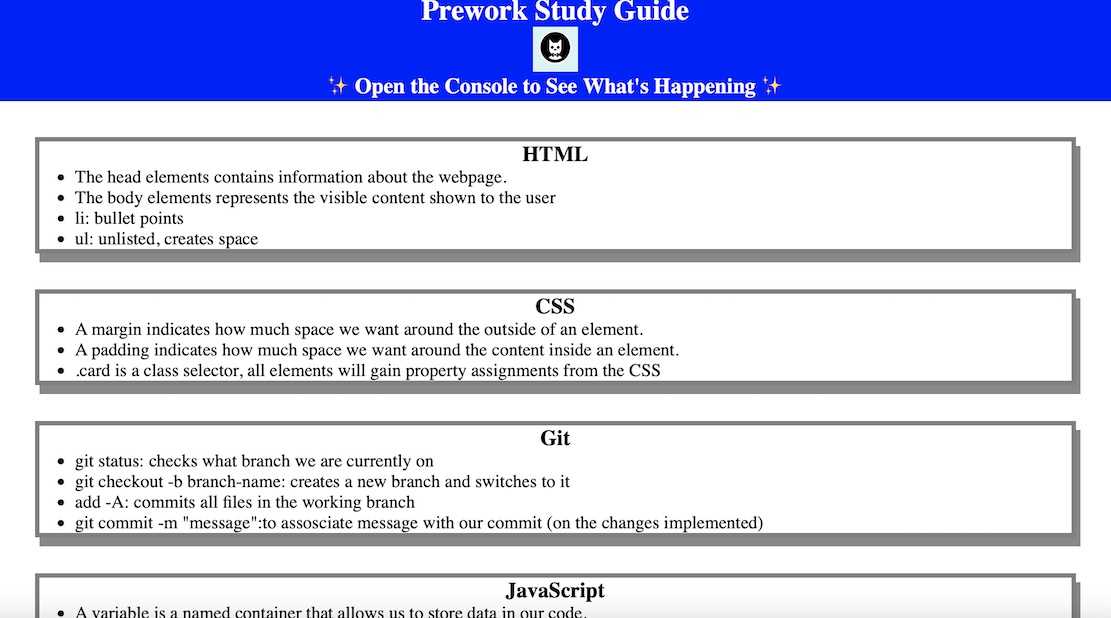 Prework Study Guide
✨ Open the Console to See What's Happening ✨
HTML
• The head elements contains information about the webpage.
• The body elements represents the visible content shown to the user
• li: bullet points
• ul: unlisted, creates space
CSS
• A margin indicates how much space we want around the outside of an element.
• A padding indicates how much space we want around the content inside an element.
• .card is a class selector, all elements will gain property assignments from the CSS
Git
• git status: checks what branch we are currently on
• git checkout -b branch-name: creates a new branch and switches to it
• add -A: commits all files in the working branch
• git commit -m "message":to assosciate message with our commit (on the changes implemented)
JavaScript
• A variable is a named container that allows us to store data in our code.